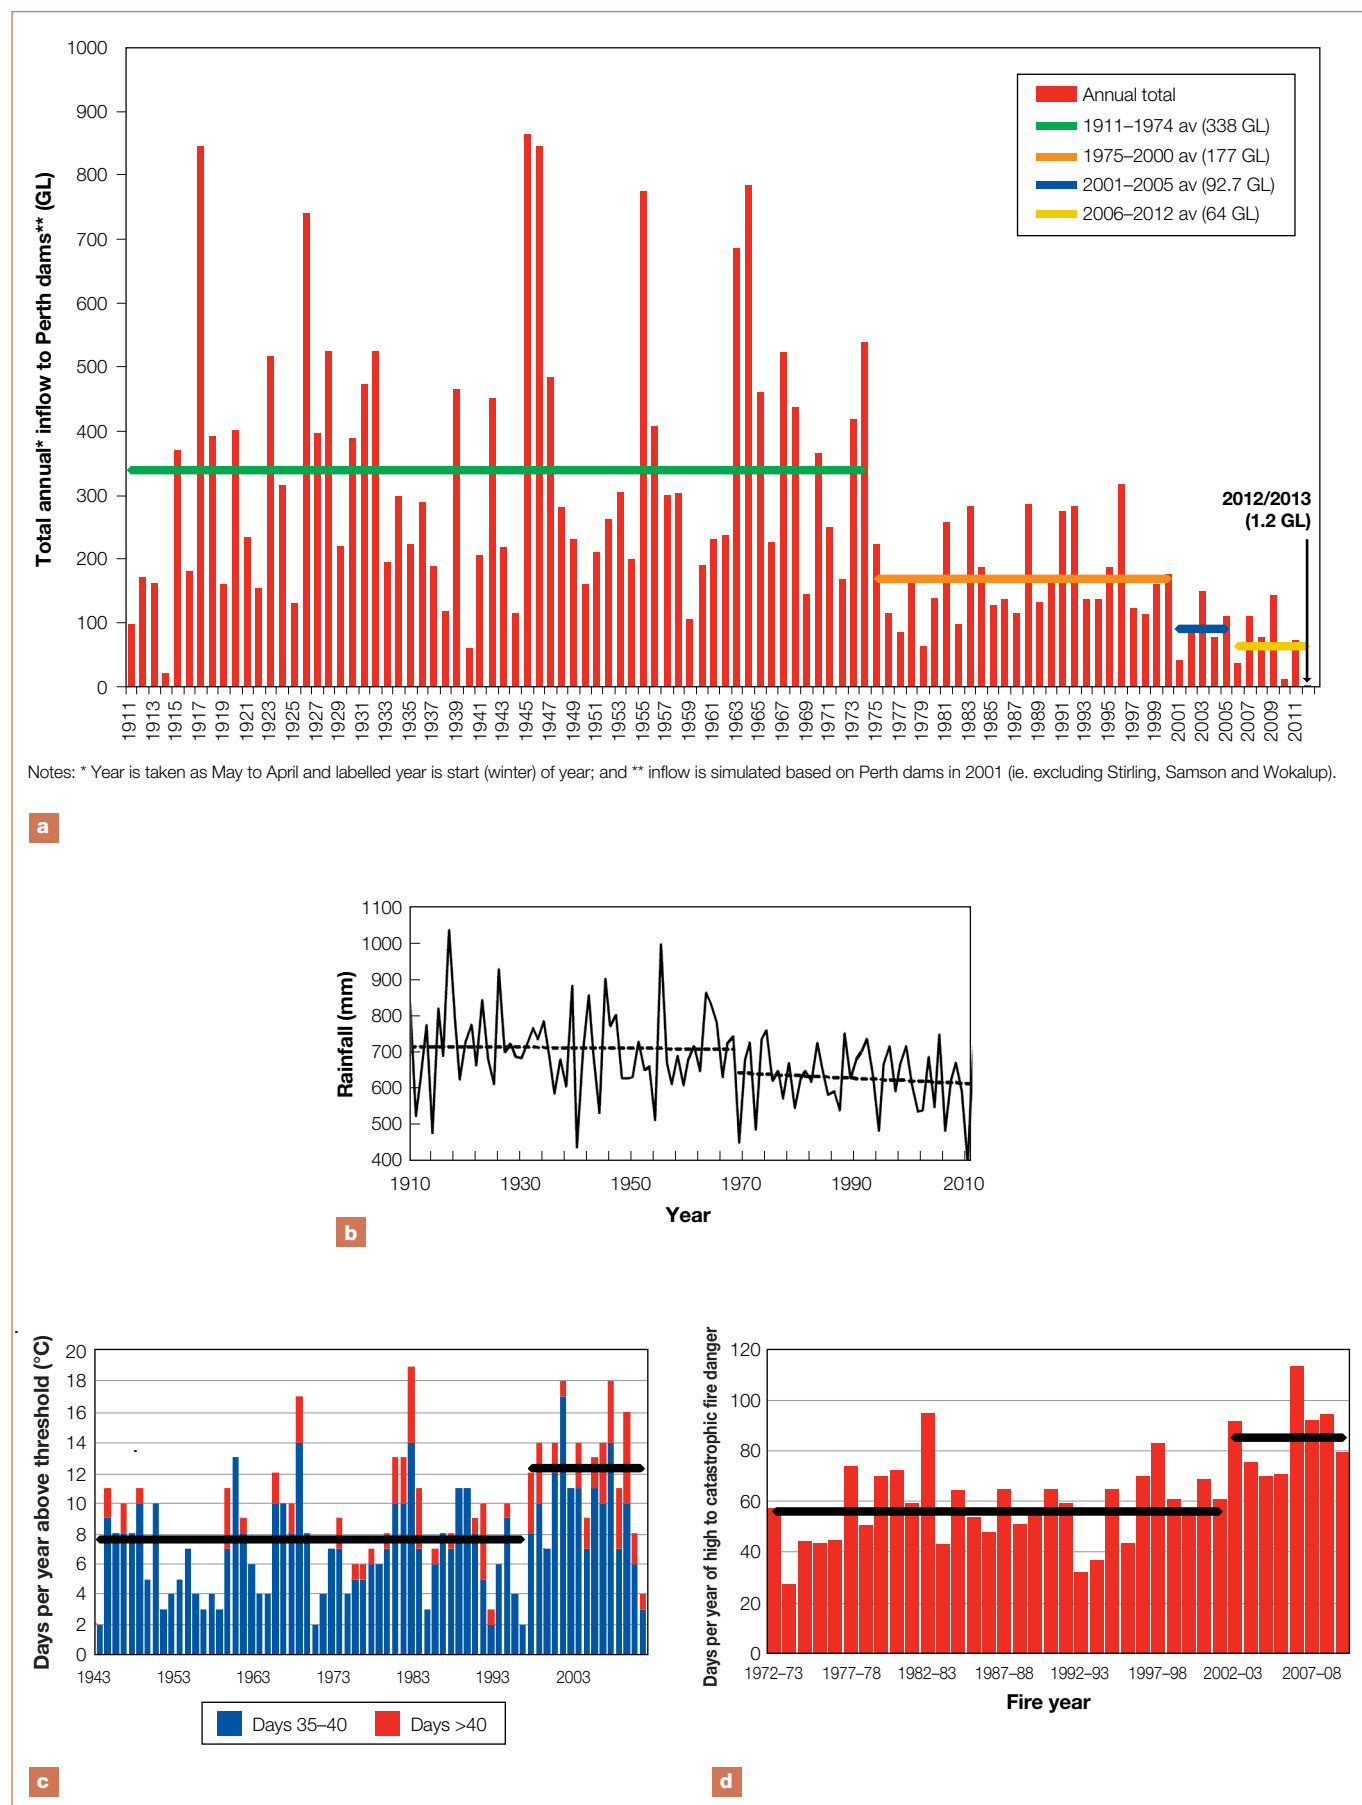 Total annual* inflow to Perth dams** (GL)
1000
900
800
700
600
500
400
300
200
100
0
Annual total
1911–1974 av (338 GL)
1975–2000 av (177 GL)
2001–2005 av (92.7 GL)
2006–2012 av (64 GL)
2012/2013
(1.2 GL)
1911 1913 1915 1917 1919 1921 1923 1925 1927 1929 1931 1933 1935 1937 1939 1941 1943 1945 1947 1949 1951 1953 1955 1957 1959 1961 1963 1965 1967 1969 1971 1973 1975 1977 1979 1981 1983 1985 1987 1989 1991 1993 1995 1997 1999 2001 2003 2005 2007 2009 2011
Notes: * Year is taken as May to April and labelled year is start (winter) of year; and ** inflow is simulated based on Perth dams in 2001 (ie. excluding Stirling, Samson and Wokalup).
a
Rainfall (mm)
1100
1000
900
800
700
600
500
400
1910 1930 1950 1970 1990 2010
Year
b
Days per year above threshold (°C)
20
18
16
14
12
10
8
6
4
2
0
1943 1953 1963 1973 1983 1993 2003
Days 35–40 Days >40
c
Days per year of high to catastrophic fire danger
120
100
80
60
40
20
0
1972–73 1977–78 1982–83 1987–88 1992–93 1997–98 2002–03 2007–08
Fire year
d